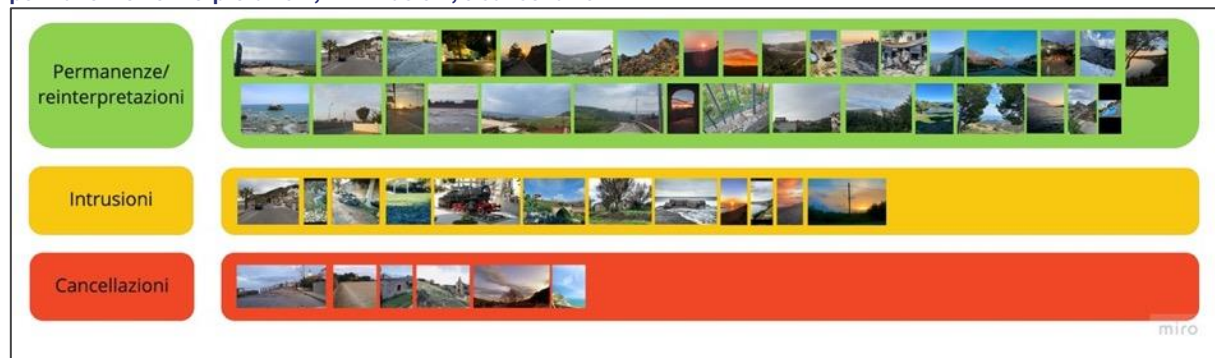 Permanenze/
reinterpretazioni
Intrusioni
Cancellazioni
miro